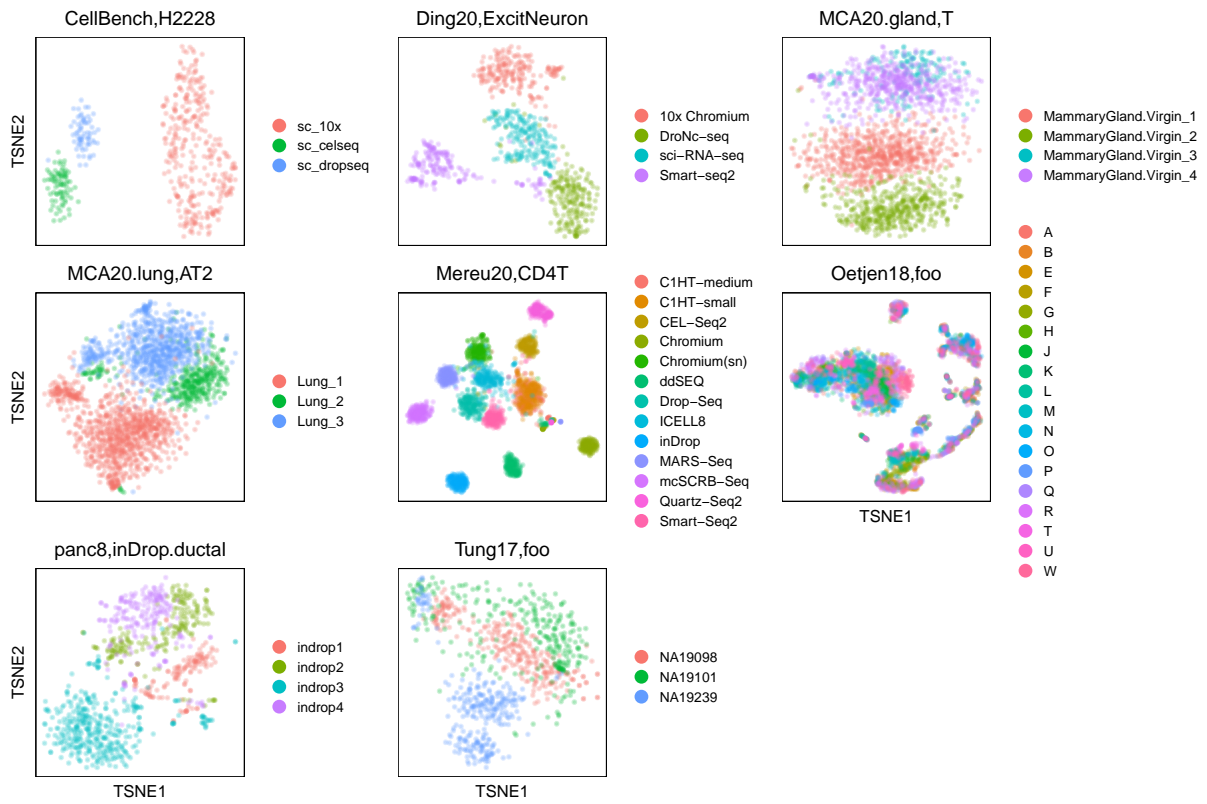 CellBench,H2228
TSNE2
sc_10x
sc_celseq
sc_dropseq
Ding20,ExcitNeuron
10x Chromium
DroNc−seq
sci−RNA−seq
Smart−seq2
MCA20.gland,T
MammaryGland.Virgin_1
MammaryGland.Virgin_2
MammaryGland.Virgin_3
MammaryGland.Virgin_4
MCA20.lung,AT2
TSNE2
Lung_1
Lung_2
Lung_3
Mereu20,CD4T
C1HT−medium
C1HT−small
CEL−Seq2
Chromium
Chromium(sn)
ddSEQ
Drop−Seq
ICELL8
inDrop
MARS−Seq
mcSCRB−Seq
Quartz−Seq2
Smart−Seq2
Oetjen18,foo
TSNE1
A
B
E
F
G
H
J
K
L
M
N
O
P
Q
R
T
U
W
panc8,inDrop.ductal
TSNE2
TSNE1
indrop1
indrop2
indrop3
indrop4
Tung17,foo
TSNE1
NA19098
NA19101
NA19239